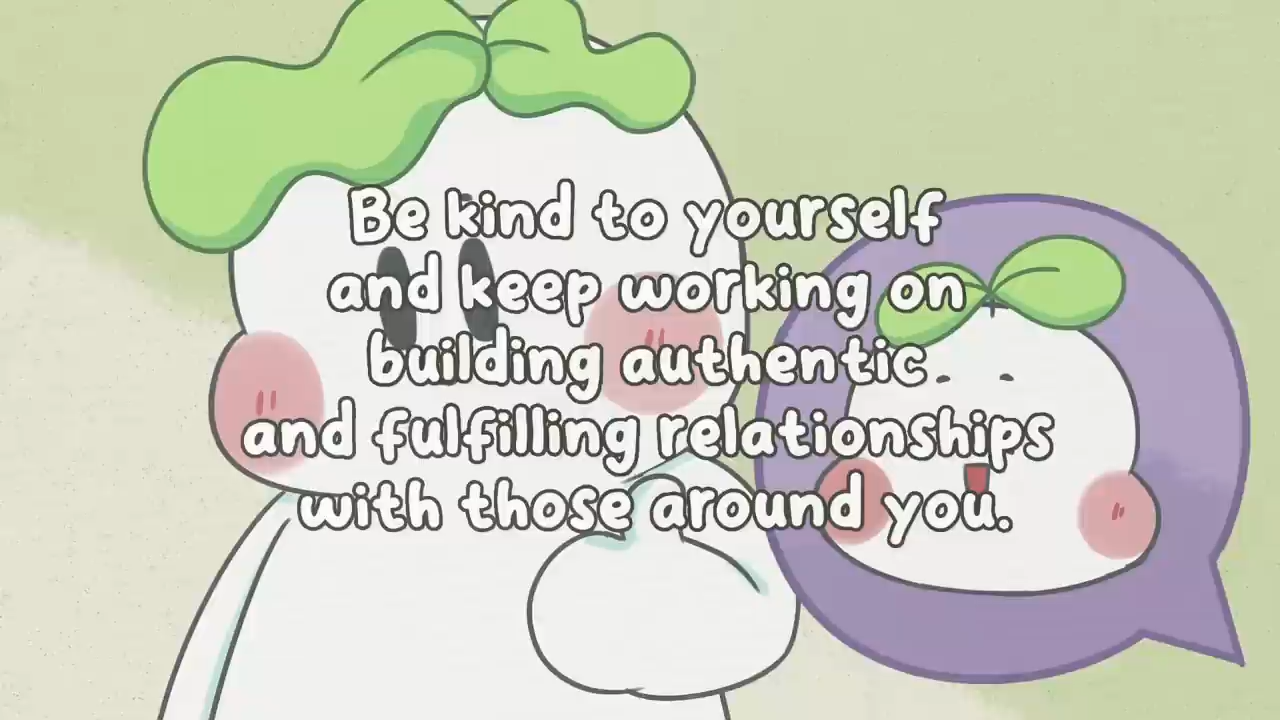 Be kind to yourself
and keep working on
building authentic
and fulfilling relationships
with those around you.